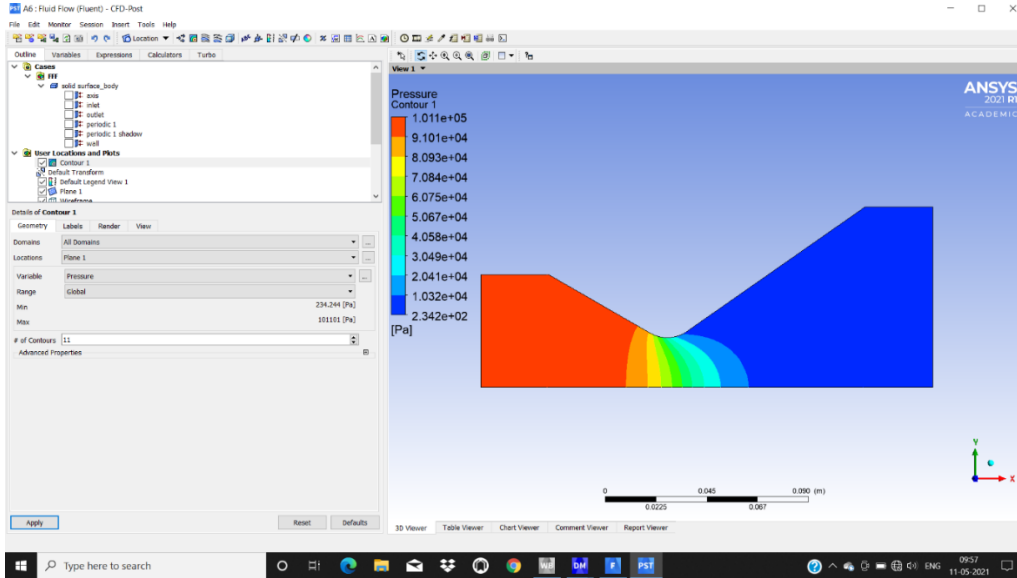 PST A6 : Fluid Flow (Fluent) - CFD-Post
File Edit Monitor Session Insert Tools Help
Location
Outline Variables Expressions Calculators Turbo
Cases
FFF
solid surface_body
axis
inlet
outlet
periodic 1
periodic 1 shadow
wall
User Locations and Plots
Contour 1
Default Transform
Default Legend View 1
Plane 1
Wireframe
Details of Contour 1
Geometry Labels Render View
Domains All Domains
...
Locations Plane 1
...
Variable Pressure
...
Range Global
Min 234.244 [Pa]
Max 101101 [Pa]
# of Contours 11
Advanced Properties
Apply Reset Defaults
View 1
Pressure
Contour 1
1.011e+05
9.101e+04
8.093e+04
7.084e+04
6.075e+04
5.067e+04
4.058e+04
3.049e+04
2.041e+04
1.032e+04
2.342e+02
[Pa]
ANSYS
2021 R1
ACADEMIC
Y
X
0 0.045 0.090 (m)
0.0225 0.067
3D Viewer Table Viewer Chart Viewer Comment Viewer Report Viewer
Type here to search
WB DM F PST
ENG
09:57
11-05-2021